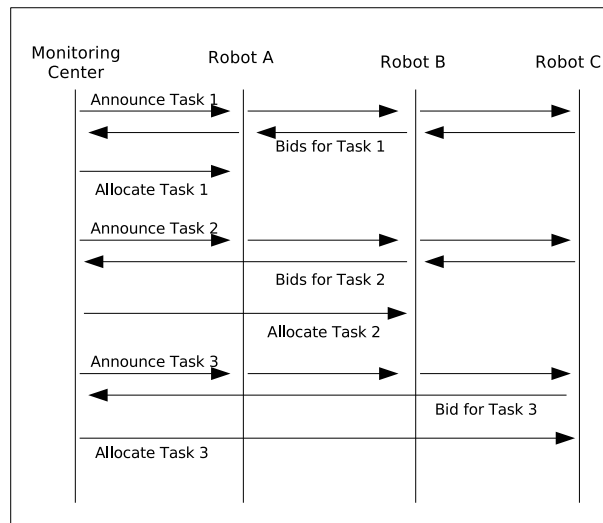 Monitoring
Center
Robot A
Robot B
Robot C
Announce Task 1
Bids for Task 1
Allocate Task 1
Announce Task 2
Bids for Task 2
Allocate Task 2
Announce Task 3
Bid for Task 3
Allocate Task 3